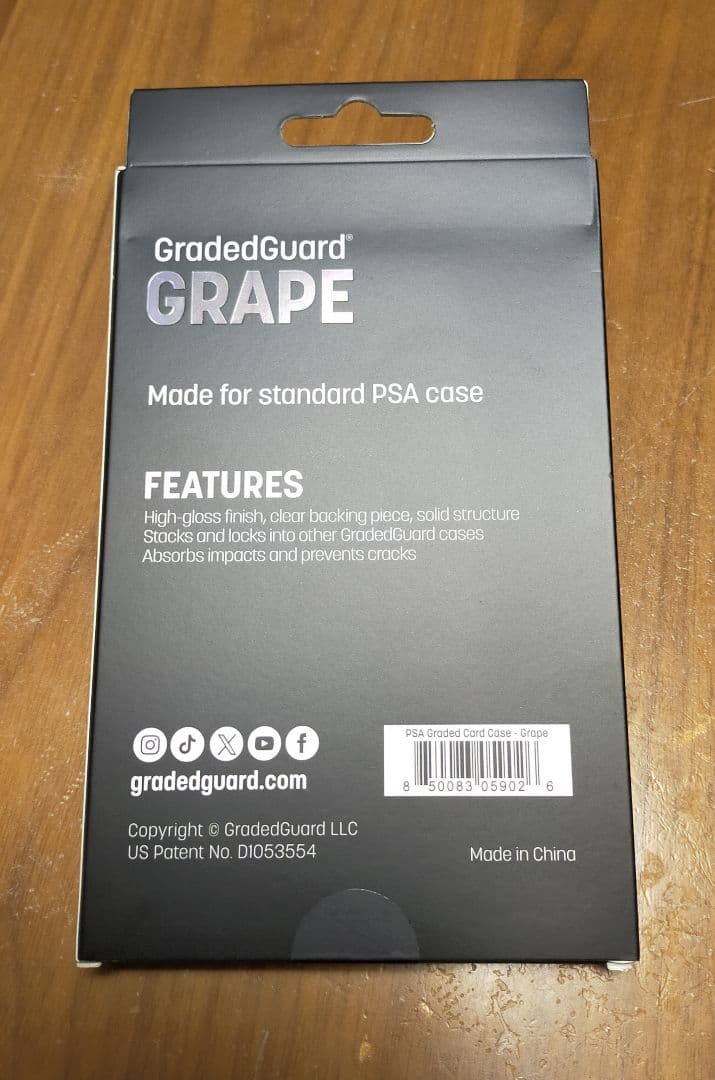 GradedGuard®
GRAPE
Made for standard PSA case
FEATURES
High-gloss finish, clear backing piece, solid structure
Stacks and locks into other GradedGuard cases
Absorbs impacts and prevents cracks
gradedguard.com
PSA Graded Card Case - Grape
8 50083 05902 6
Copyright © GradedGuard LLC
US Patent No. D1053554
Made in China